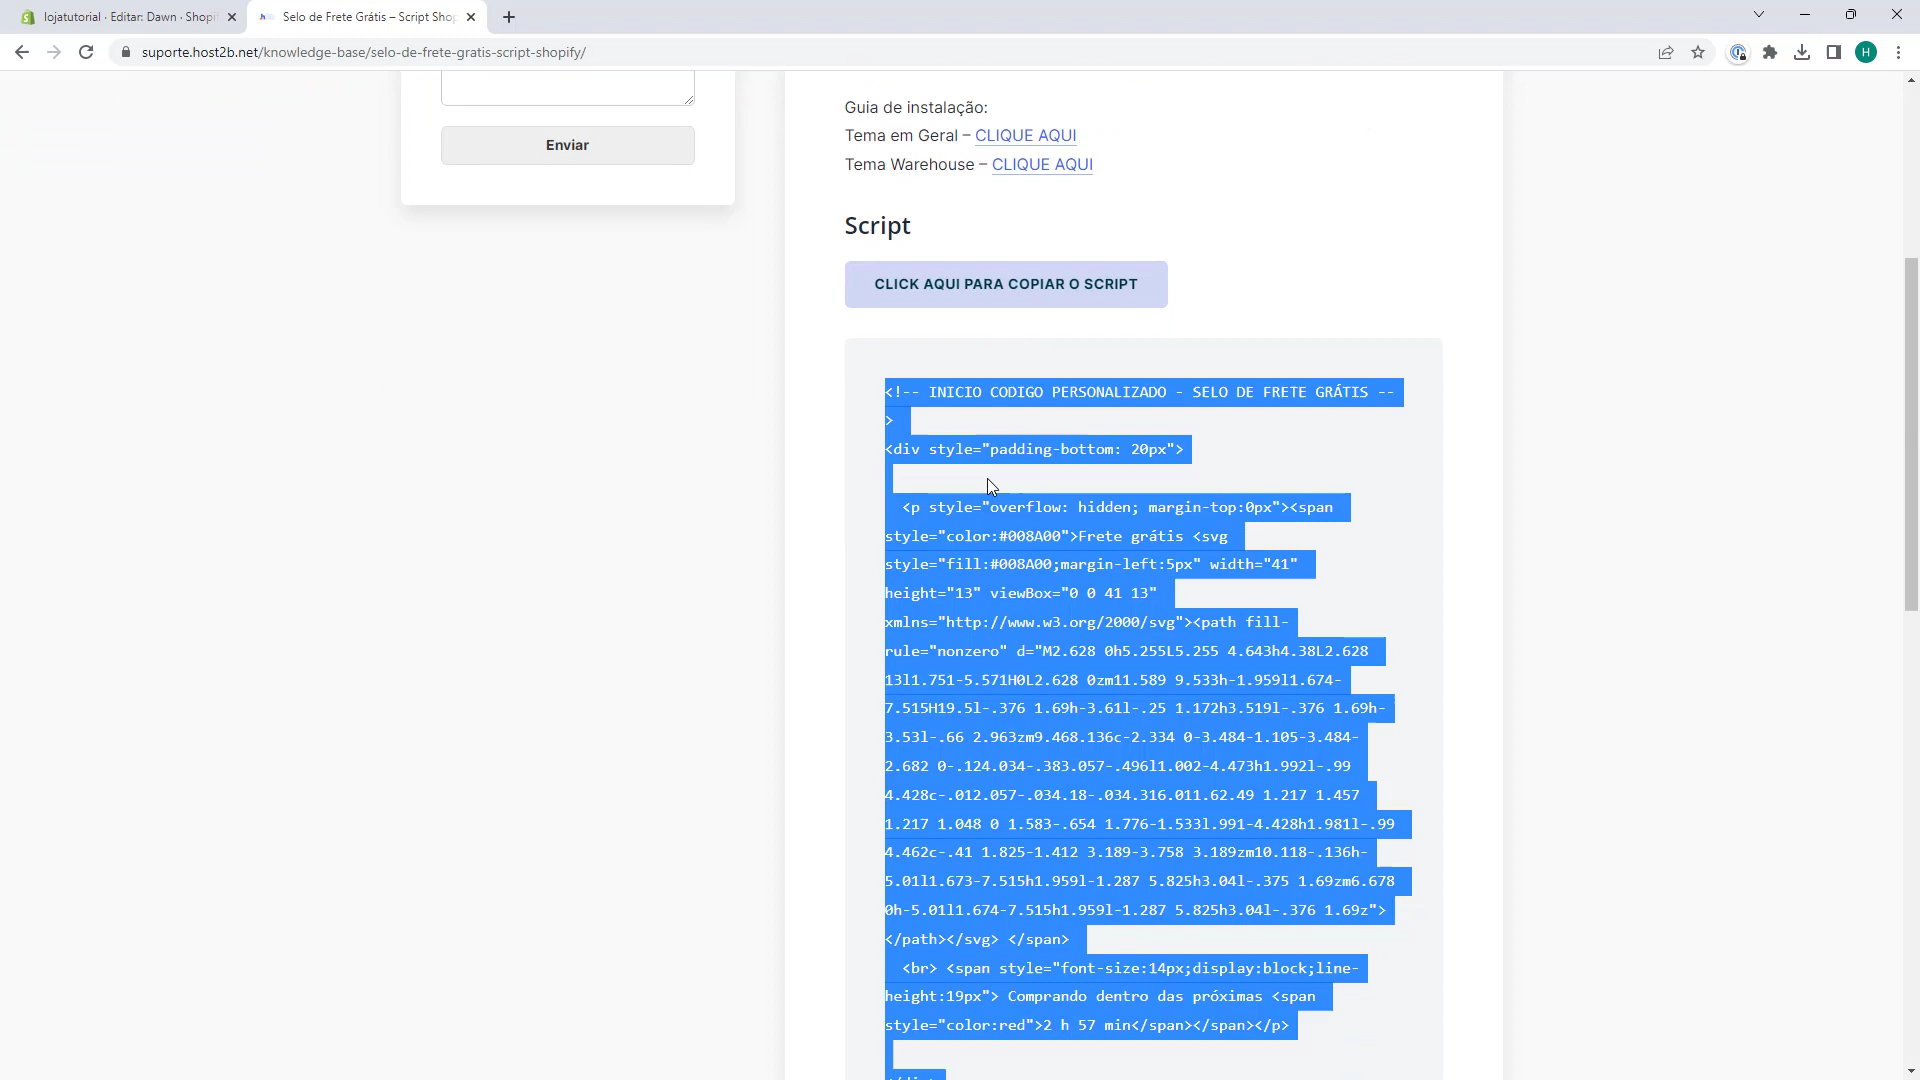 lojatutorial · Editar: Dawn · Shopi
Selo de Frete Grátis – Script Shop
suporte.host2b.net/knowledge-base/selo-de-frete-gratis-script-shopify/
H
Enviar
Guia de instalação:
Tema em Geral – CLIQUE AQUI
Tema Warehouse – CLIQUE AQUI
Script
CLICK AQUI PARA COPIAR O SCRIPT
<!-- INICIO CODIGO PERSONALIZADO - SELO DE FRETE GRÁTIS --
>
<div style="padding-bottom: 20px">
<p style="overflow: hidden; margin-top:0px"><span
style="color:#008A00">Frete grátis <svg
style="fill:#008A00;margin-left:5px" width="41"
height="13" viewBox="0 0 41 13"
xmlns="http://www.w3.org/2000/svg"><path fill-
rule="nonzero" d="M2.628 0h5.255L5.255 4.643h4.38L2.628
13l1.751-5.571H0L2.628 0zm11.589 9.533h-1.959l1.674-
7.515H19.5l-.376 1.69h-3.61l-.25 1.172h3.519l-.376 1.69h-
3.53l-.66 2.963zm9.468.136c-2.334 0-3.484-1.105-3.484-
2.682 0-.124.034-.383.057-.496l1.002-4.473h1.992l-.99
4.428c-.012.057-.034.18-.034.316.011.62.49 1.217 1.457
1.217 1.048 0 1.583-.654 1.776-1.533l.991-4.428h1.981l-.99
4.462c-.41 1.825-1.412 3.189-3.758 3.189zm10.118-.136h-
5.01l1.673-7.515h1.959l-1.287 5.825h3.04l-.375 1.69zm6.678
0h-5.01l1.674-7.515h1.959l-1.287 5.825h3.04l-.376 1.69z">
</path></svg> </span>
<br> <span style="font-size:14px;display:block;line-
height:19px"> Comprando dentro das próximas <span
style="color:red">2 h 57 min</span></span></p>